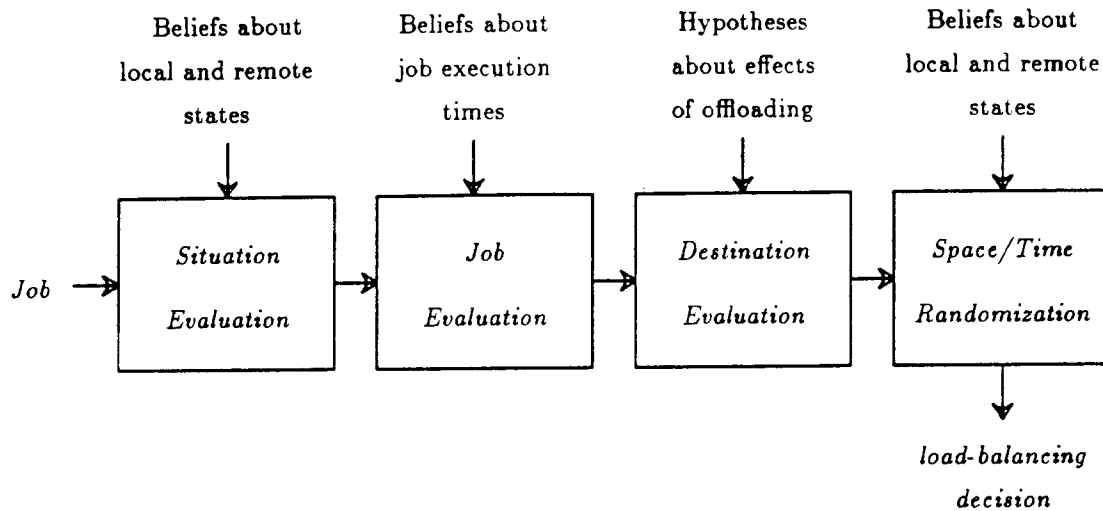 Beliefs about
local and remote
states
Beliefs about
job execution
times
Hypotheses
about effects
of offloading
Beliefs about
local and remote
states
Job
Situation
Evaluation
Job
Evaluation
Destination
Evaluation
Space/Time
Randomization
load-balancing
decision